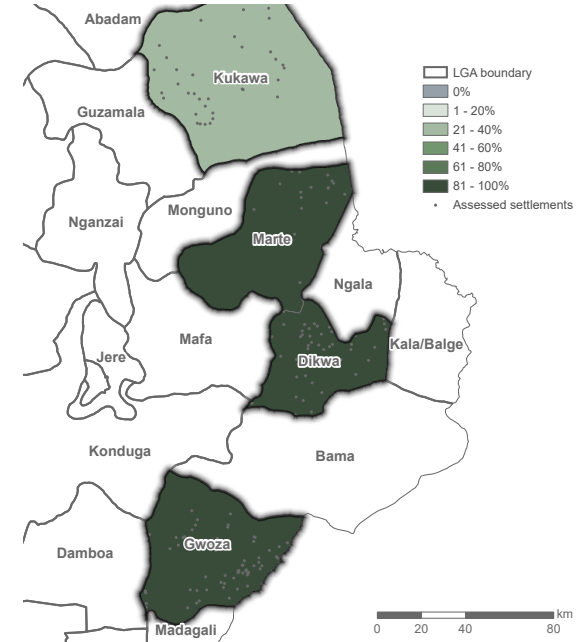 Abadam
Kukawa
Guzamala
LGA boundary
0%
1 - 20%
21 - 40%
41 - 60%
61 - 80%
81 - 100%
Assessed settlements
Nganzai
Monguno
Marte
Ngala
Mafa
Kala/Balge
Jere
Dikwa
Konduga
Bama
Damboa
Gwoza
Madagali
km
0 20 40 80